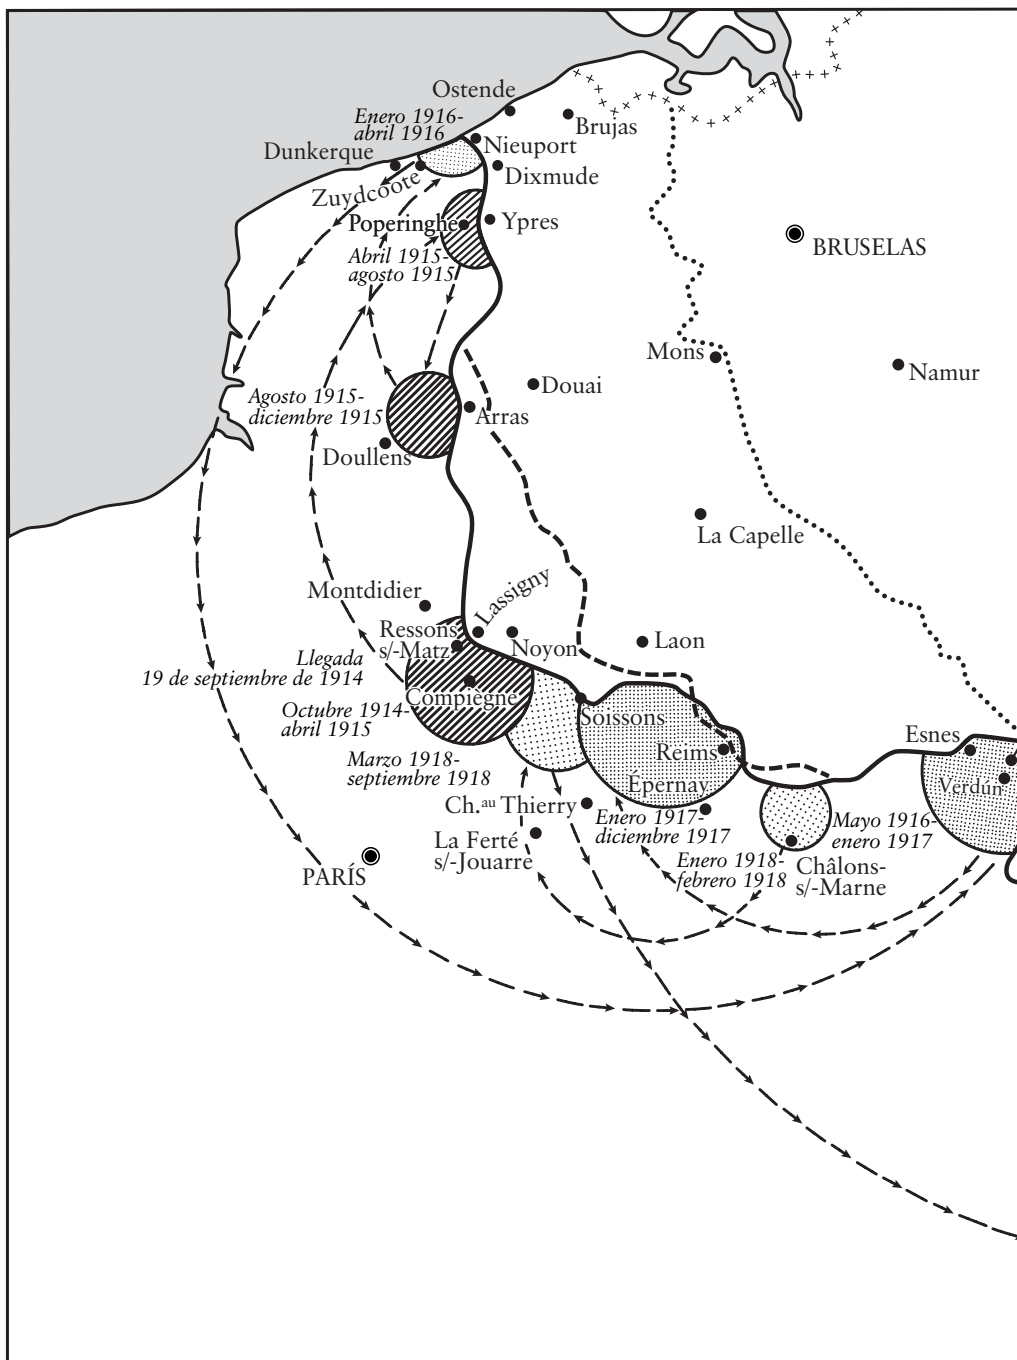 Ostende
Enero 1916-
abril 1916
Brujas
Nieuport
Dunkerque
Dixmude
Zuydcoote
Poperinghe
Ypres
BRUSELAS
Abril 1915-
agosto 1915
Mons
Namur
Douai
Agosto 1915-
diciembre 1915
Arras
Doullens
La Capelle
Montdidier
Lassigny
Ressons
s/-Matz
Noyon
Laon
Llegada
19 de septiembre de 1914
Compiègne
Octubre 1914-
abril 1915
Soissons
Esnes
Reims
Marzo 1918-
septiembre 1918
Épernay
Verdún
Ch.au Thierry
Enero 1917-
diciembre 1917
Mayo 1916-
enero 1917
La Ferté
s/-Jouarre
Enero 1918-
febrero 1918
Châlons-
s/-Marne
PARÍS